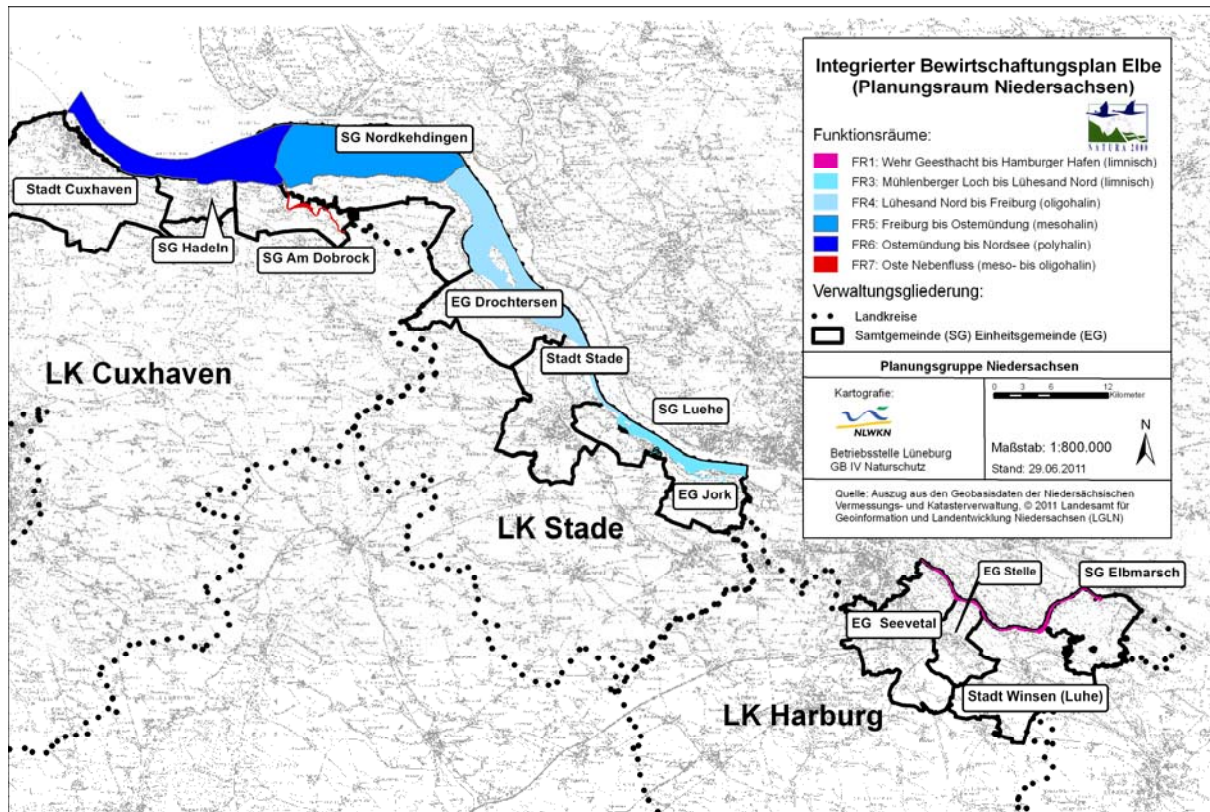 Integrierter Bewirtschaftungsplan Elbe
(Planungsraum Niedersachsen)
NATURA 2000
Funktionsräume:
FR1: Wehr Geesthacht bis Hamburger Hafen (limnisch)
FR3: Mühlenberger Loch bis Lühesand Nord (limnisch)
FR4: Lühesand Nord bis Freiburg (oligohalin)
FR5: Freiburg bis Ostemündung (mesohalin)
FR6: Ostemündung bis Nordsee (polyhalin)
FR7: Oste Nebenfluss (meso- bis oligohalin)
Verwaltungsgliederung:
Landkreise
Samtgemeinde (SG) Einheitsgemeinde (EG)
Planungsgruppe Niedersachsen
Kartografie:
NLWKN
Betriebsstelle Lüneburg
GB IV Naturschutz
0 3 6 12
Kilometer
N
Maßstab: 1:800.000
Stand: 29.06.2011
Quelle: Auszug aus den Geobasisdaten der Niedersächsischen
Vermessungs- und Katasterverwaltung, © 2011 Landesamt für
Geoinformation und Landentwicklung Niedersachsen (LGLN)
SG Nordkehdingen
Stadt Cuxhaven
SG Hadeln
SG Am Dobrock
EG Drochtersen
Stadt Stade
LK Cuxhaven
SG Luehe
EG Jork
LK Stade
EG Stelle
SG Elbmarsch
EG Seevetal
Stadt Winsen (Luhe)
LK Harburg